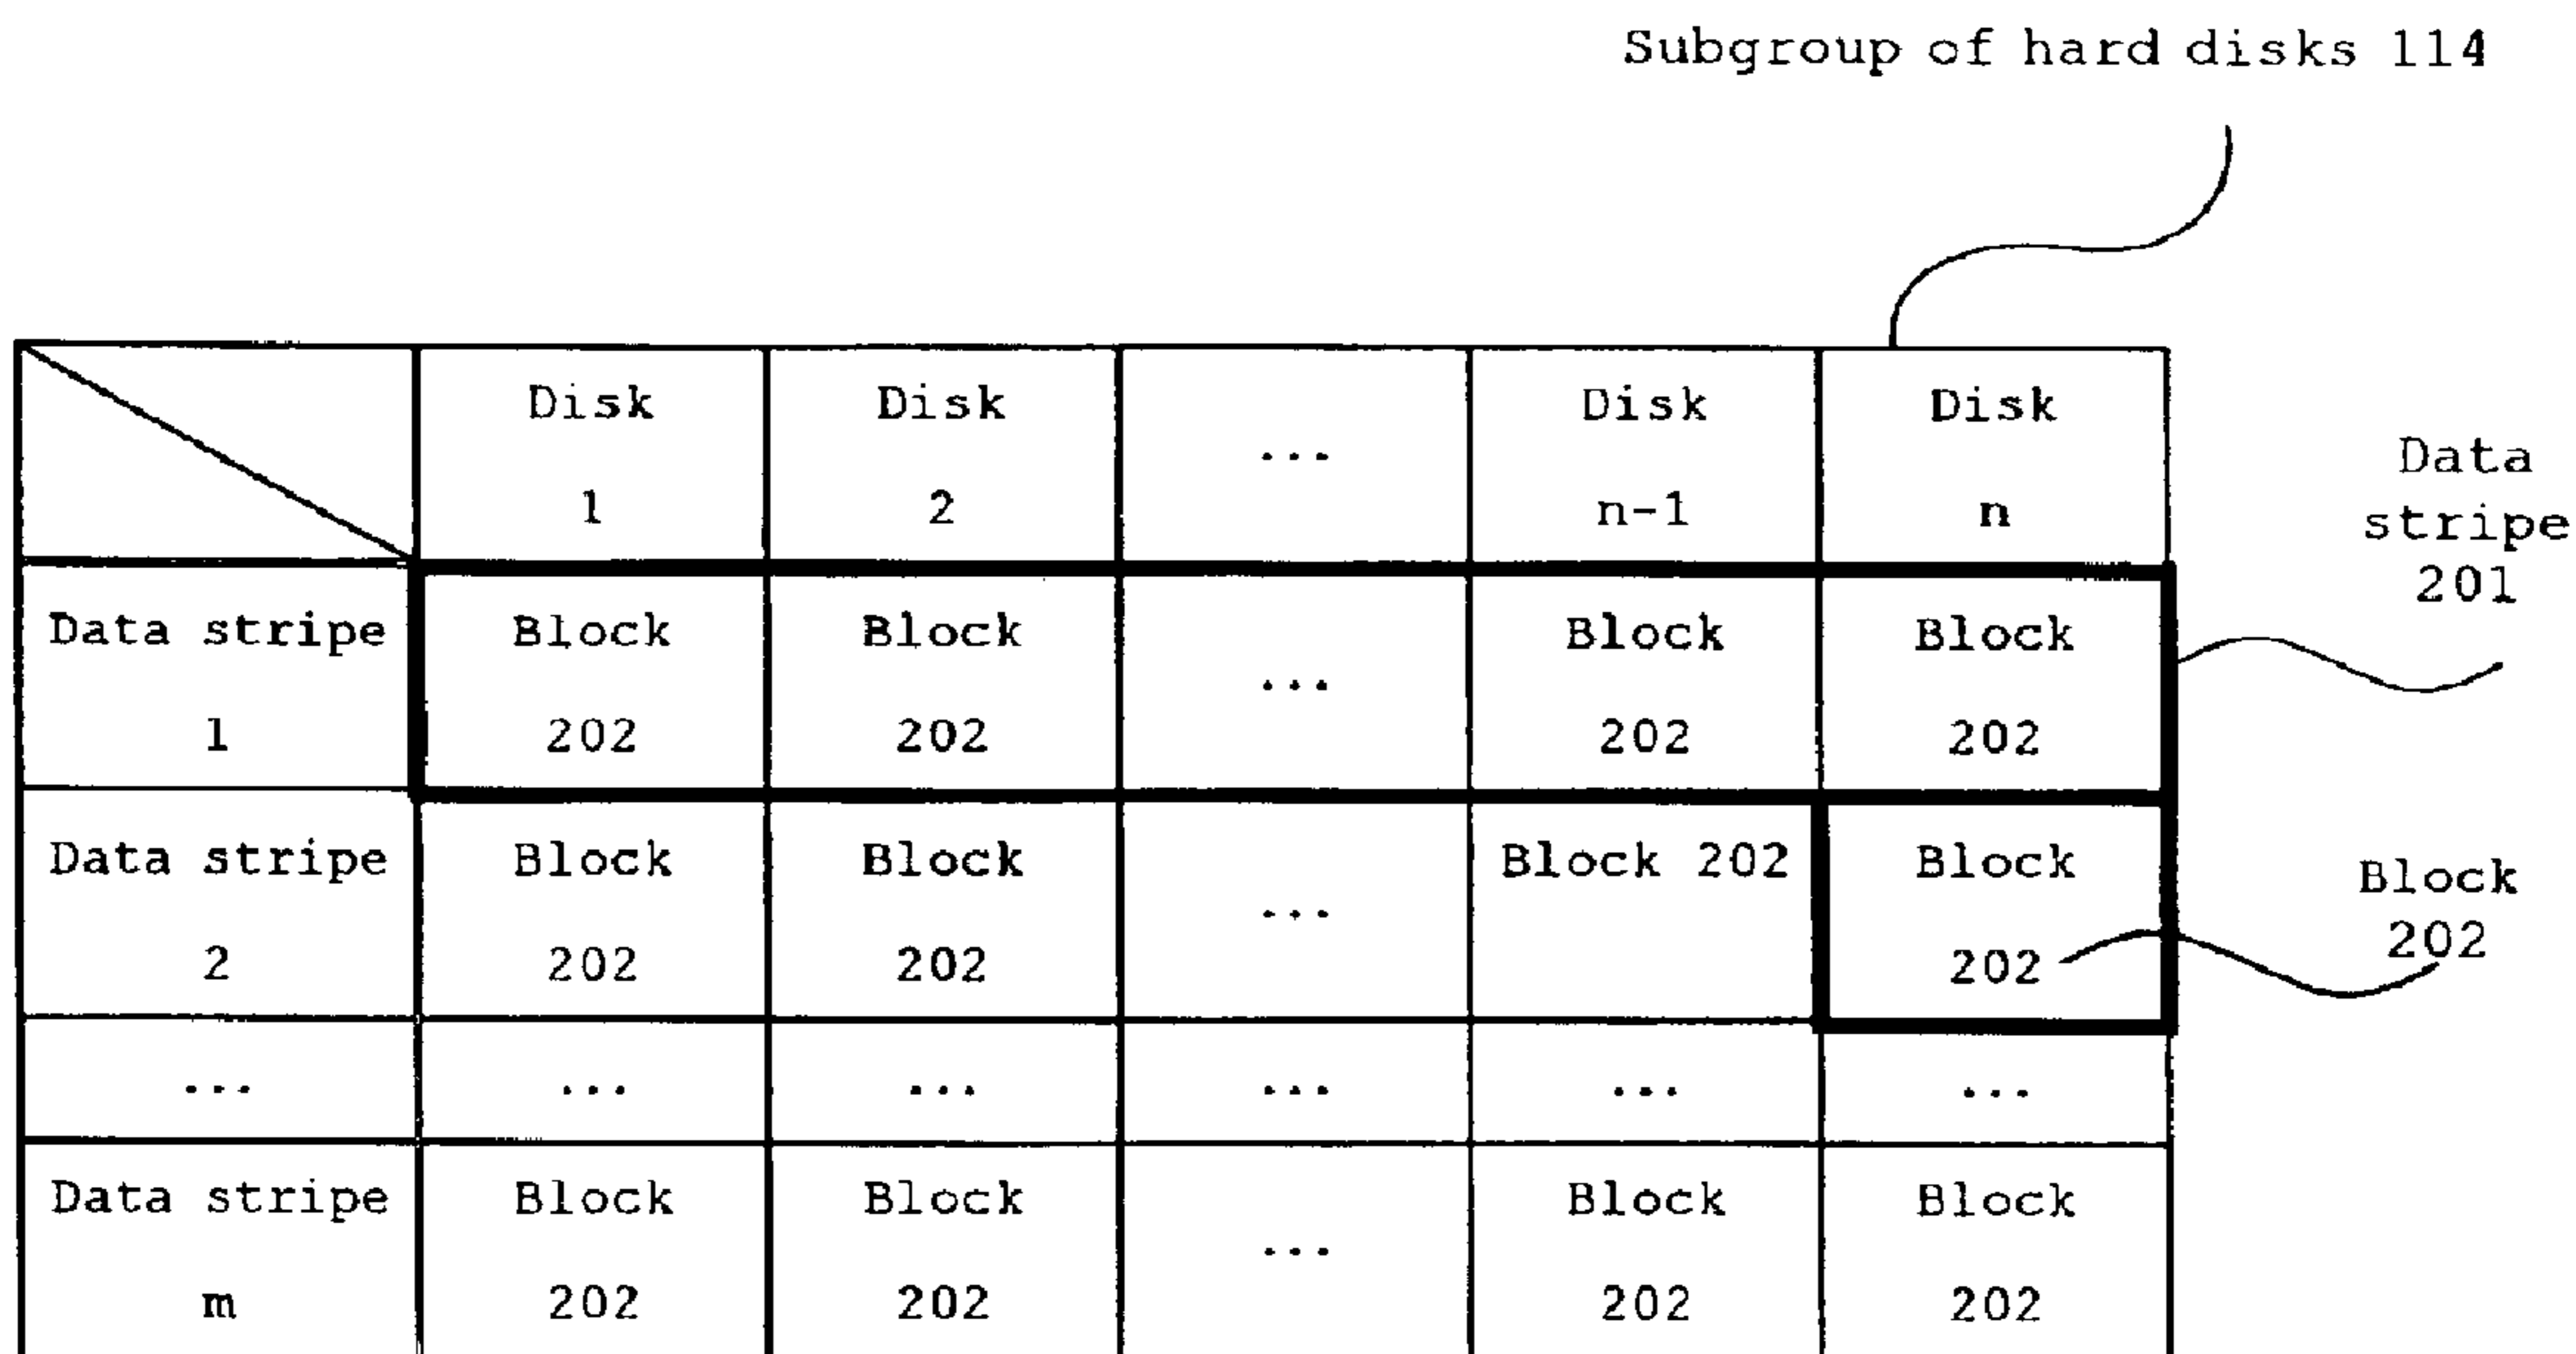 Subgroup of hard disks 114
Disk Disk ... Disk Disk
1 2 n-1 n
Data
stripe
201
Data stripe Block Block ... Block Block
1 202 202 202 202
Data stripe Block Block ... Block 202 Block
2 202 202 202
Block
202
... ... ... ... ... ...
Data stripe Block Block ... Block Block
m 202 202 202 202